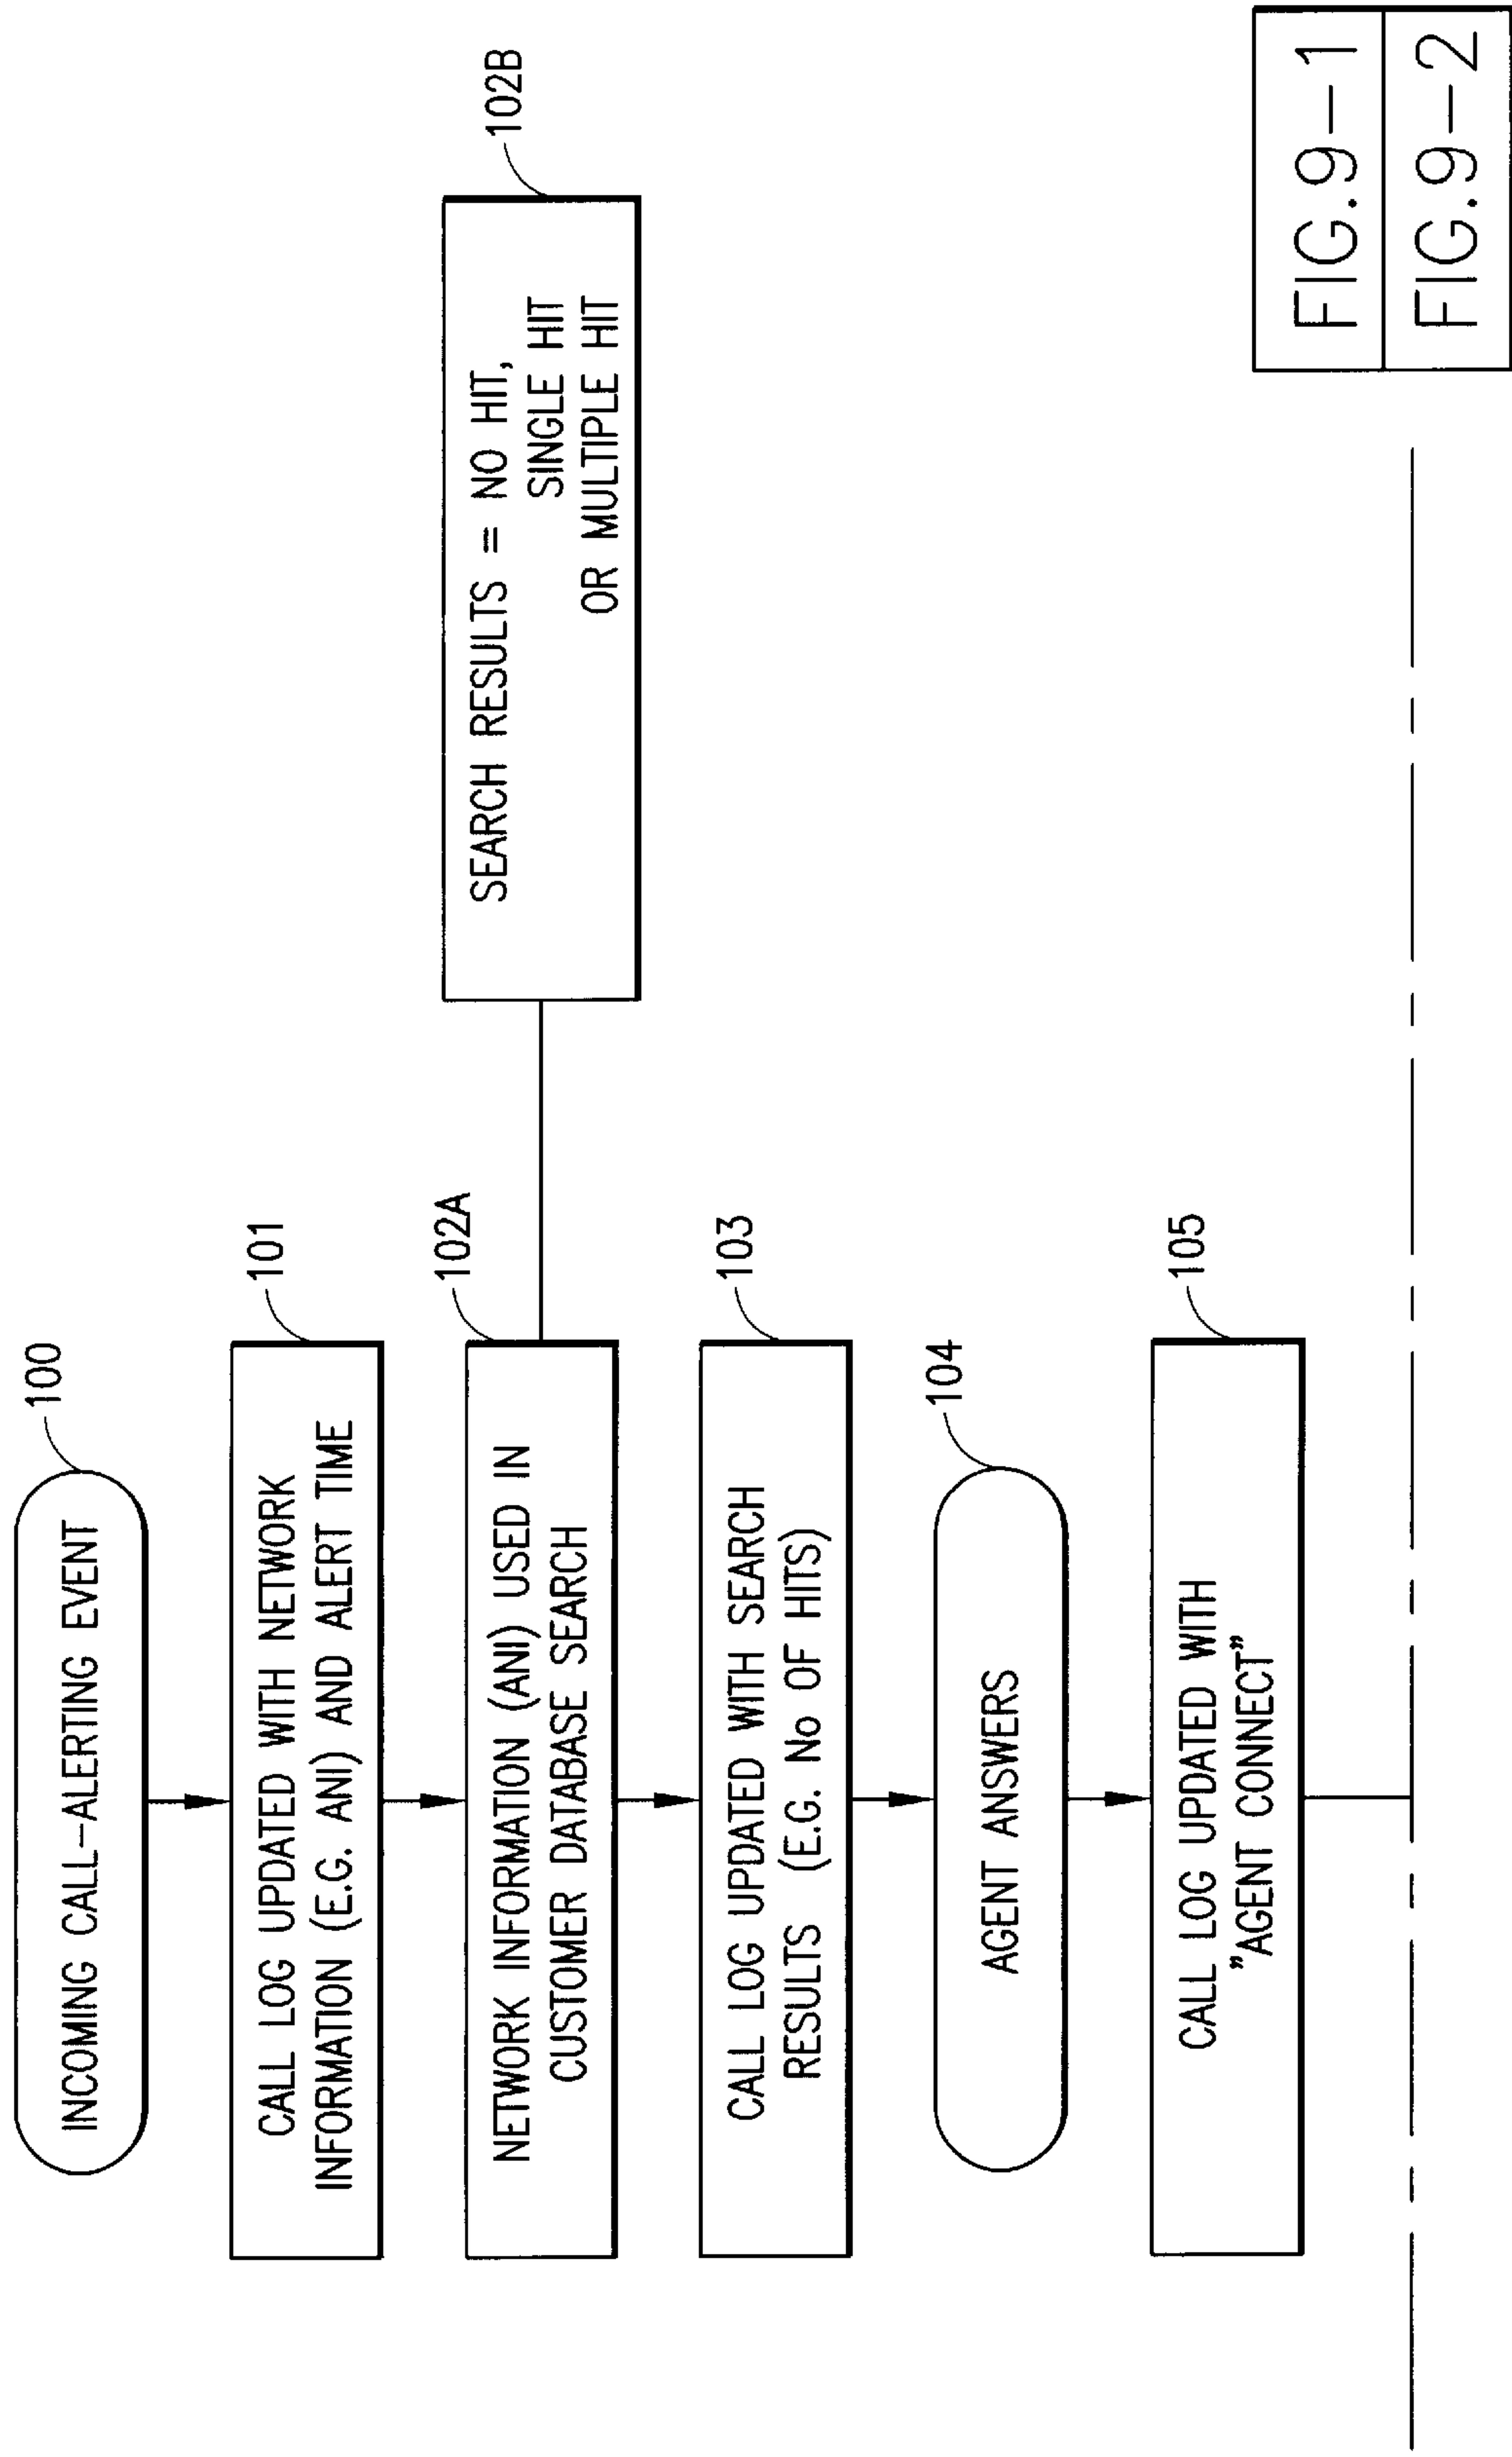 100
INCOMING CALL-ALERTING EVENT
101
CALL LOG UPDATED WITH NETWORK
INFORMATION (E.G. ANI) AND ALERT TIME
102A
NETWORK INFORMATION (ANI) USED IN
CUSTOMER DATABASE SEARCH
102B
SEARCH RESULTS = NO HIT,
SINGLE HIT
OR MULTIPLE HIT
103
CALL LOG UPDATED WITH SEARCH
RESULTS (E.G. No OF HITS)
104
AGENT ANSWERS
105
CALL LOG UPDATED WITH
"AGENT CONNECT"
FIG.9-1
FIG.9-2